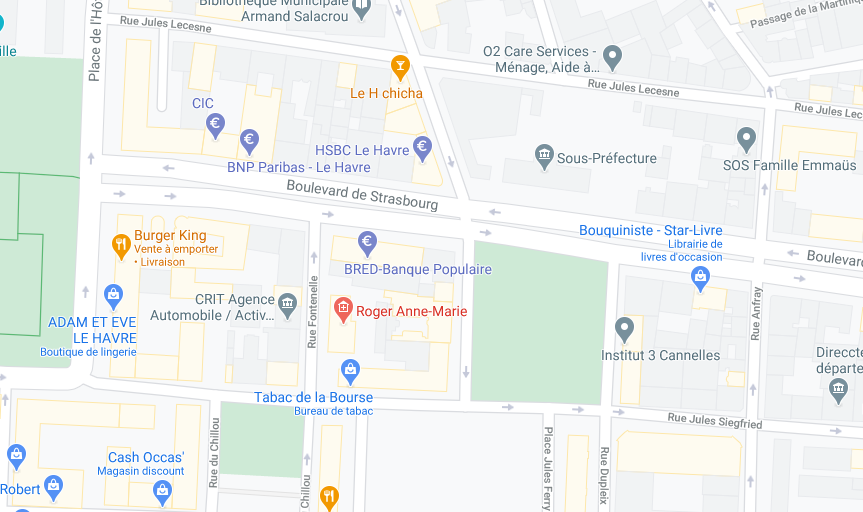 Bibliothèque Municipale
Armand Salacrou
Rue Jules Lecesne
Passage de la Martiniq
Place de l'Hô
ville
O2 Care Services -
Ménage, Aide à...
Le H chicha
Rue Jules Lecesne
Rue Jules Lec
CIC
HSBC Le Havre
BNP Paribas - Le Havre
Sous-Préfecture
SOS Famille Emmaüs
Boulevard de Strasbourg
Burger King
Vente à emporter
• Livraison
Bouquiniste - Star-Livre
Librairie de
livres d'occasion
Boulevard
BRED-Banque Populaire
Rue Fontenelle
CRIT Agence
Automobile / Activ...
Roger Anne-Marie
Rue Anfray
ADAM ET EVE
LE HAVRE
Boutique de lingerie
Institut 3 Cannelles
Direccte
départe
Tabac de la Bourse
Bureau de tabac
Rue Jules Siegfried
Rue du Chillou
Chillou
Place Jules Ferry
Rue Dupleix
Cash Occas'
Magasin discount
Robert